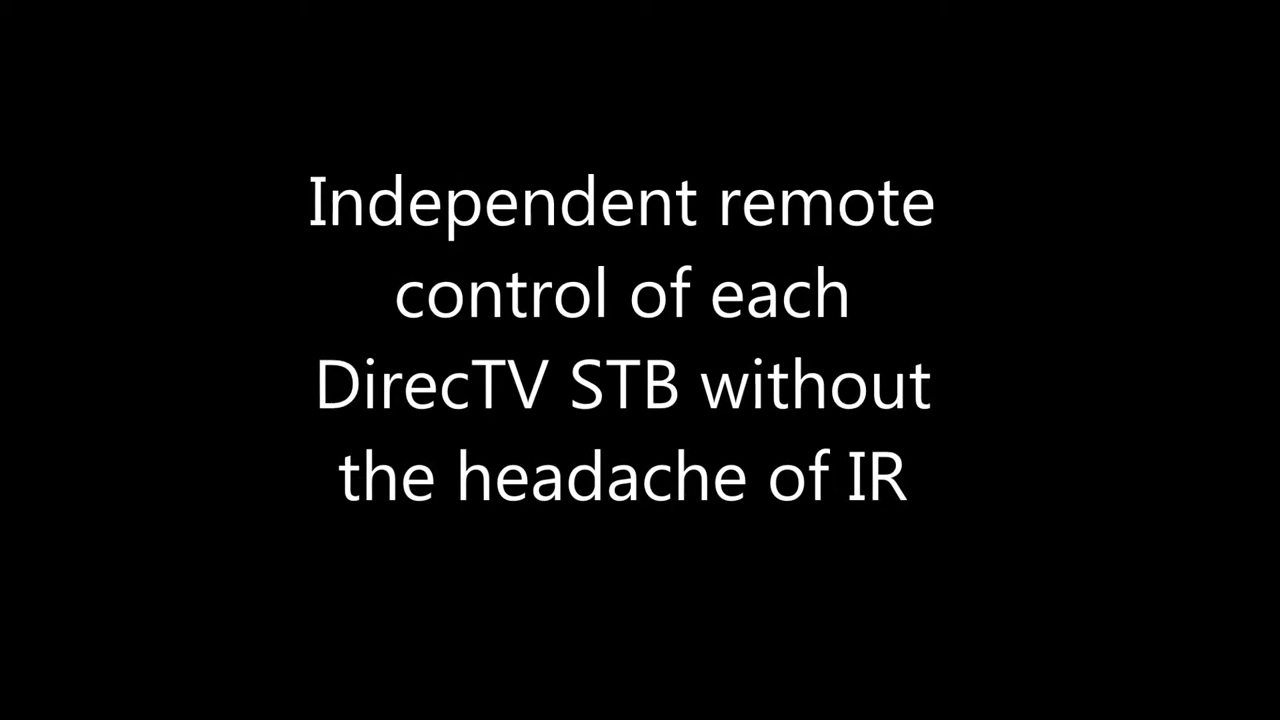 Independent remote
control of each
DirecTV STB without
the headache of IR